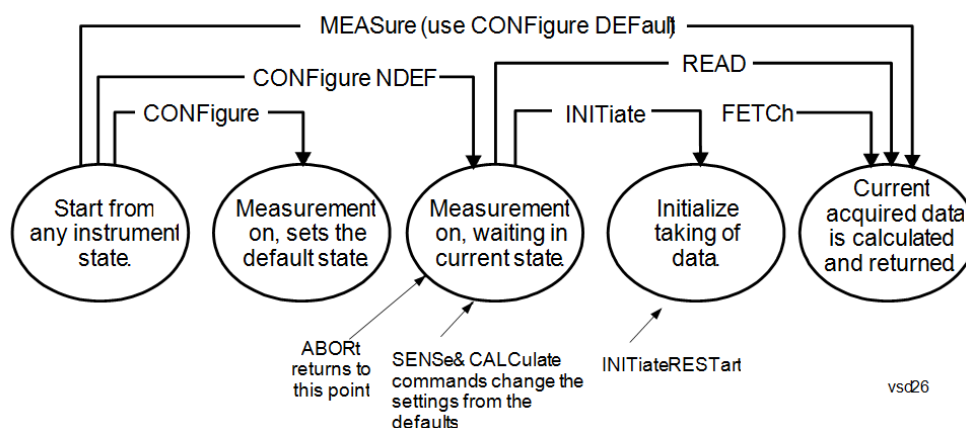 MEASure (use CONFigure DEFault)
CONFigure NDEF
READ
CONFigure
INITiate
FETCh
Start from
any instrument
state.
Measurement
on, sets the
default state.
Measurement
on, waiting in
current state.
Initialize
taking of
data.
Current
acquired data
is calculated
and returned.
ABORt
returns to
this point
SENSe& CALCulate
commands change the
settings from the
defaults
INITiateRESTart
vsd26